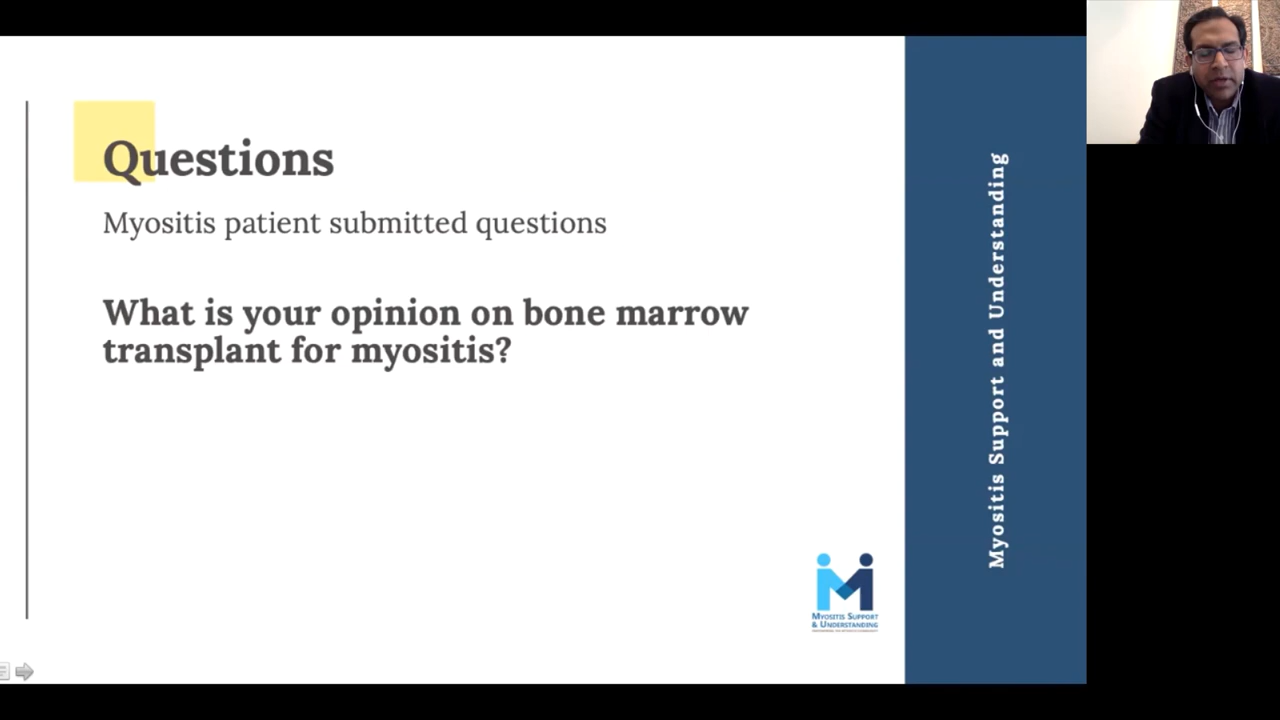 Questions
Myositis patient submitted questions
What is your opinion on bone marrow
transplant for myositis?
Myositis Support and Understanding
Myositis Support
& Understanding